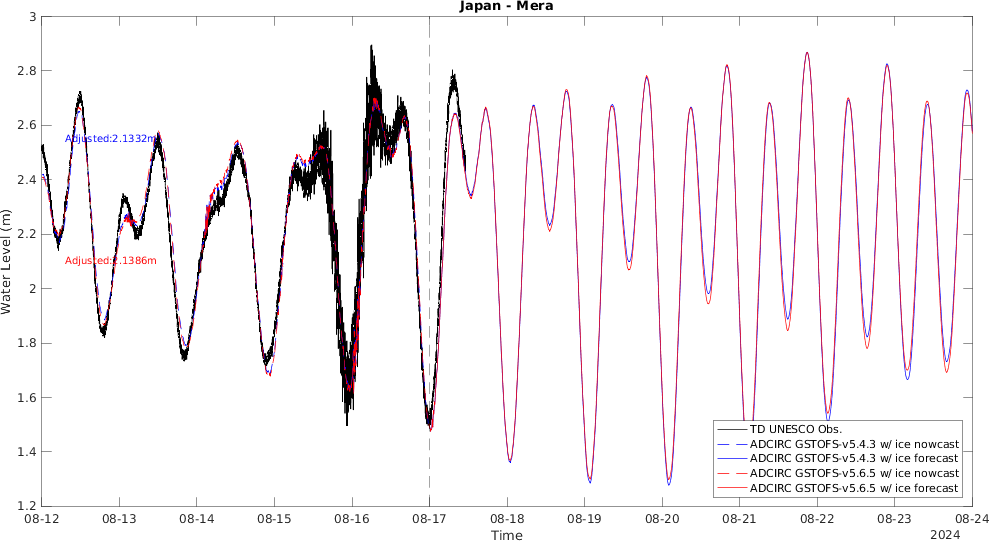 Japan - Mera
Water Level (m)
3
2.8
2.6
2.4
2.2
2
1.8
1.6
1.4
1.2
Adjusted:2.1332m
Adjusted:2.1386m
TD UNESCO Obs.
ADCIRC GSTOFS-v5.4.3 w/ ice nowcast
ADCIRC GSTOFS-v5.4.3 w/ ice forecast
ADCIRC GSTOFS-v5.6.5 w/ ice nowcast
ADCIRC GSTOFS-v5.6.5 w/ ice forecast
08-12 08-13 08-14 08-15 08-16 08-17 08-18 08-19 08-20 08-21 08-22 08-23 08-24
Time
2024